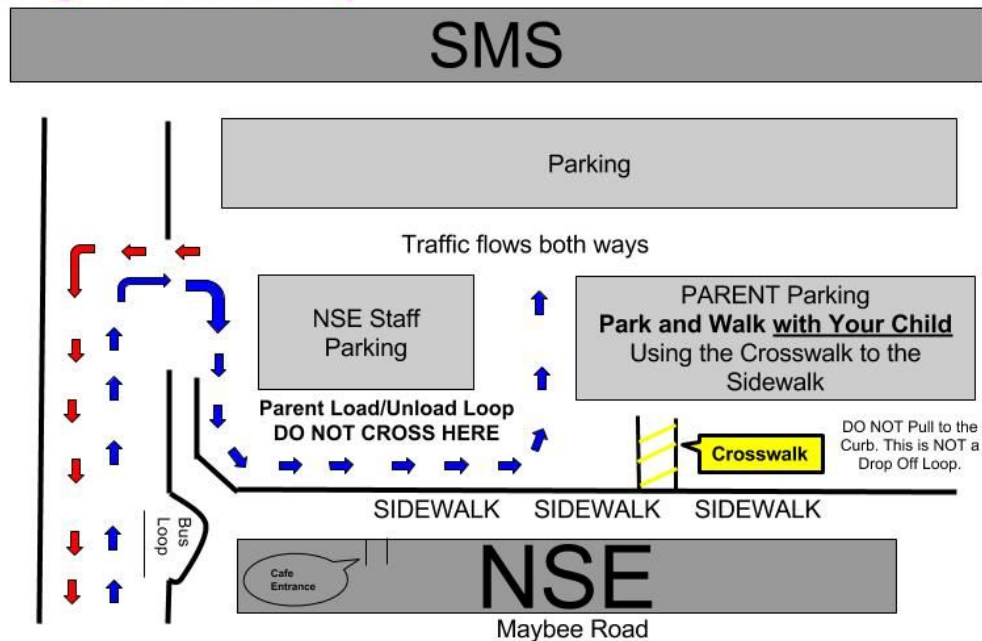 SMS
Parking
Traffic flows both ways
NSE Staff
Parking
PARENT Parking
Park and Walk with Your Child
Using the Crosswalk to the
Sidewalk
Parent Load/Unload Loop
DO NOT CROSS HERE
DO NOT Pull to the
Curb. This is NOT a
Drop Off Loop.
Crosswalk
SIDEWALK SIDEWALK SIDEWALK
Bus
Loop
Cafe
Entrance
NSE
Maybee Road